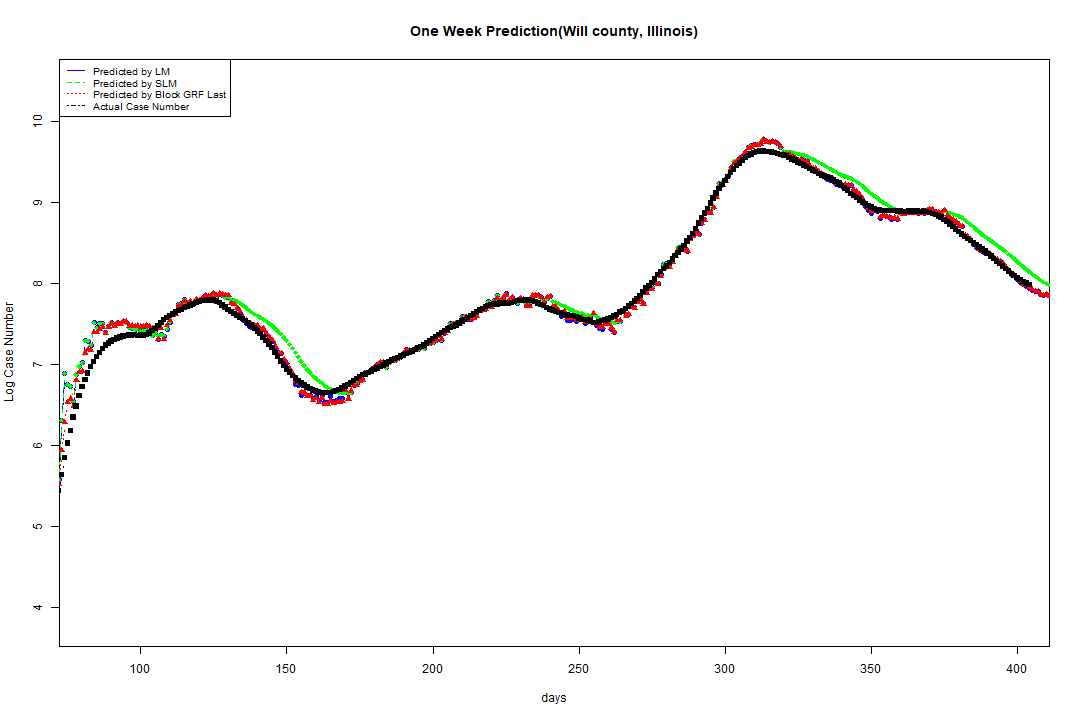 One Week Prediction(Will county, Illinois)
Predicted by LM
Predicted by SLM
Predicted by Block GRF Last
Actual Case Number
Log Case Number
10
9
8
7
6
5
4
100 150 200 250 300 350 400
days